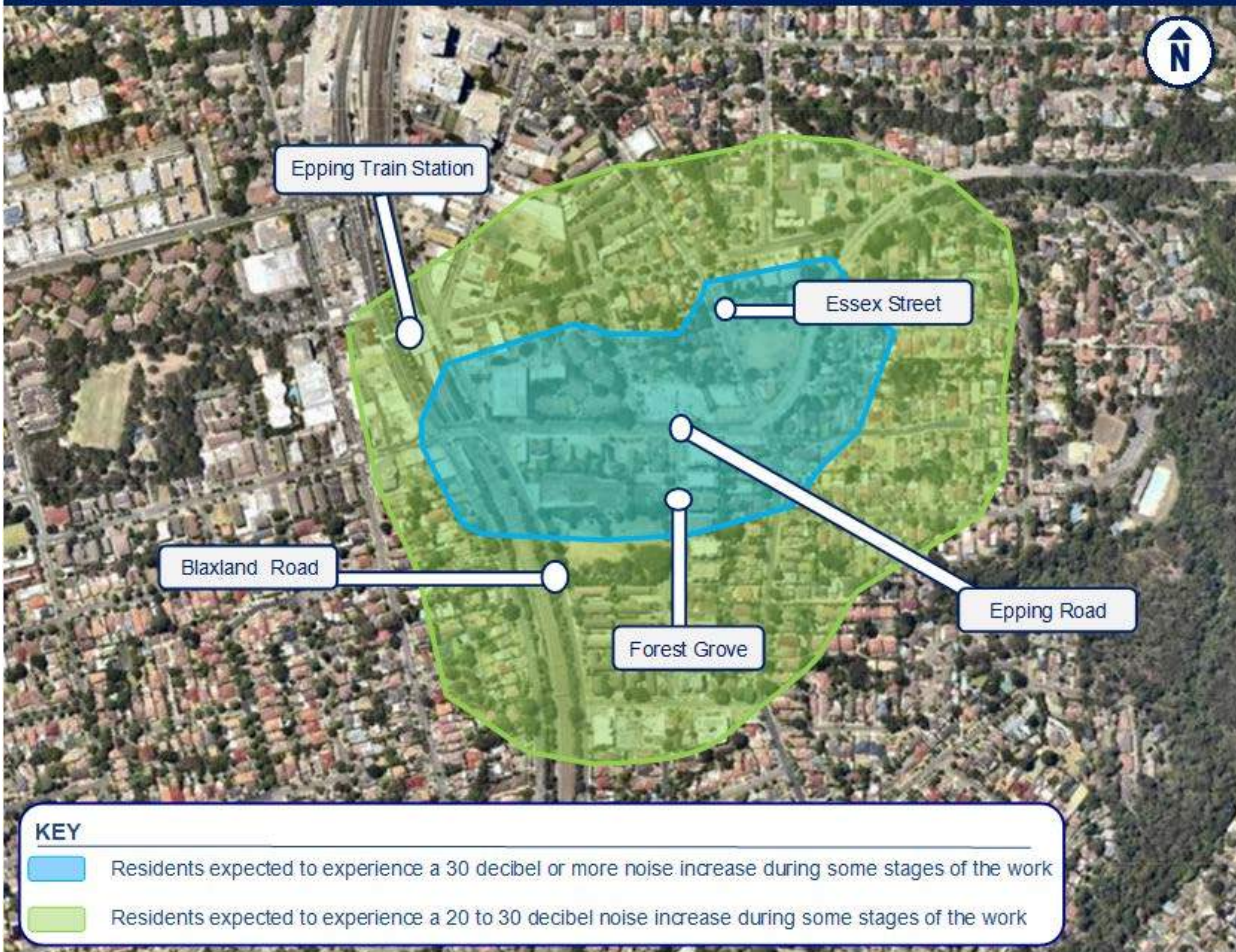 N
Epping Train Station
Essex Street
Blaxland Road
Epping Road
Forest Grove
KEY
Residents expected to experience a 30 decibel or more noise increase during some stages of the work
Residents expected to experience a 20 to 30 decibel noise increase during some stages of the work